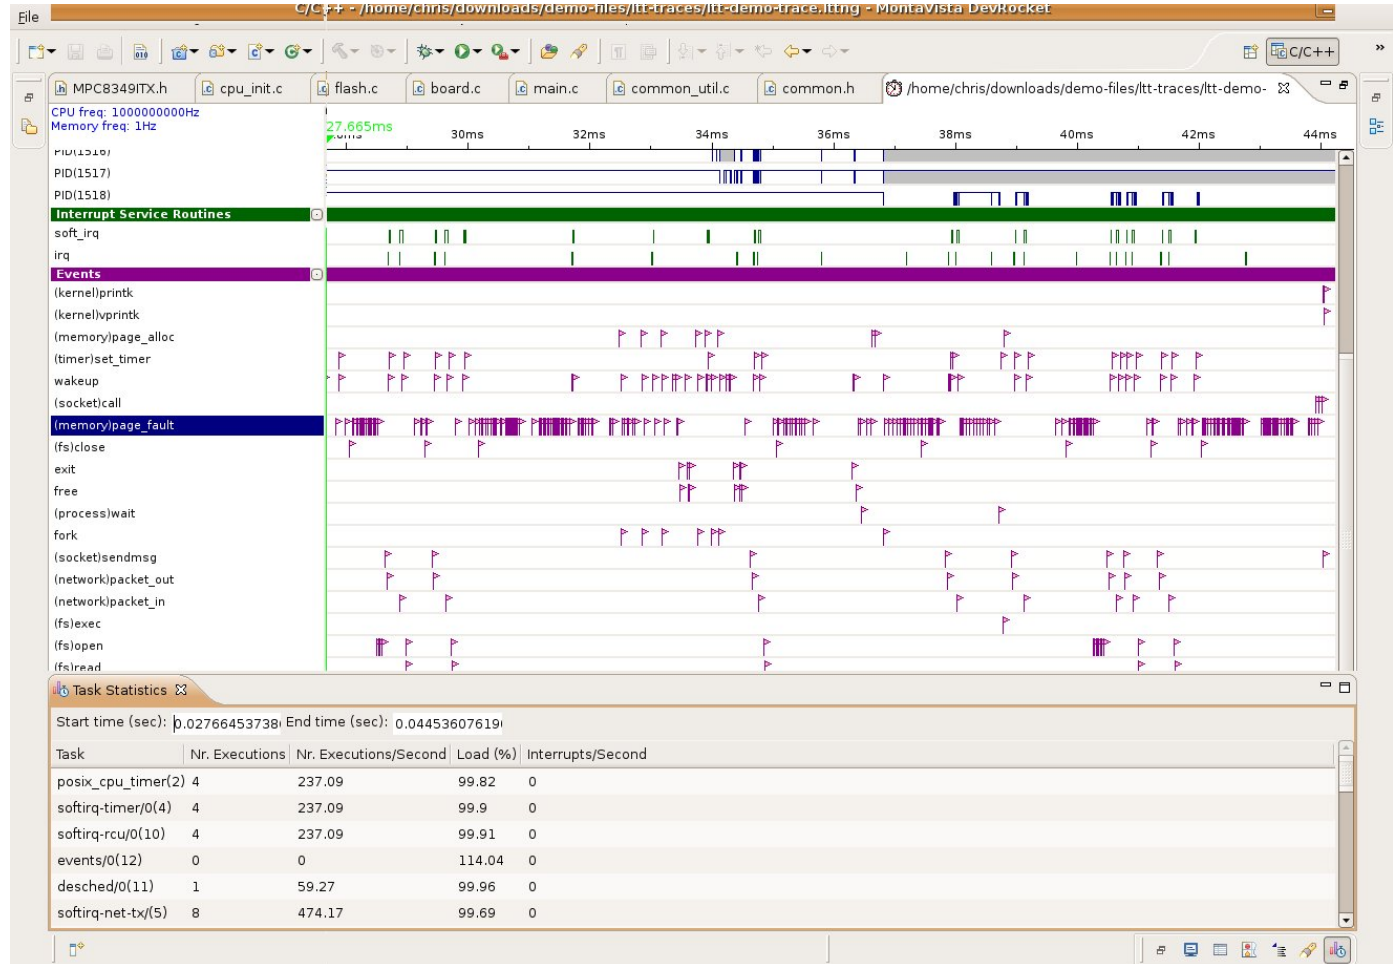 C/C++ - /home/chris/downloads/demo-files/ltt-traces/ltt-demo-trace.lttng - MontaVista DevRocket
File
C/C++ »
MPC8349ITX.h cpu_init.c flash.c board.c main.c common_util.c common.h /home/chris/downloads/demo-files/ltt-traces/ltt-demo-
CPU freq: 1000000000Hz
Memory freq: 1Hz
27.665ms
30ms 32ms 34ms 36ms 38ms 40ms 42ms 44ms
PID(1516)
PID(1517)
PID(1518)
Interrupt Service Routines
soft_irq
irq
Events
(kernel)printk
(kernel)vprintk
(memory)page_alloc
(timer)set_timer
wakeup
(socket)call
(memory)page_fault
(fs)close
exit
free
(process)wait
fork
(socket)sendmsg
(network)packet_out
(network)packet_in
(fs)exec
(fs)open
(fs)read
Task Statistics
Start time (sec): 0.02766453738 End time (sec): 0.04453607619
Task Nr. Executions Nr. Executions/Second Load (%) Interrupts/Second
posix_cpu_timer(2) 4 237.09 99.82 0
softirq-timer/0(4) 4 237.09 99.9 0
softirq-rcu/0(10) 4 237.09 99.91 0
events/0(12) 0 0 114.04 0
desched/0(11) 1 59.27 99.96 0
softirq-net-tx/(5) 8 474.17 99.69 0